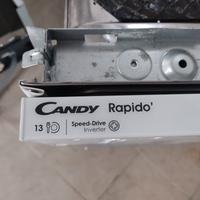 CANDY Rapido'
13 Speed-Drive
Inverter